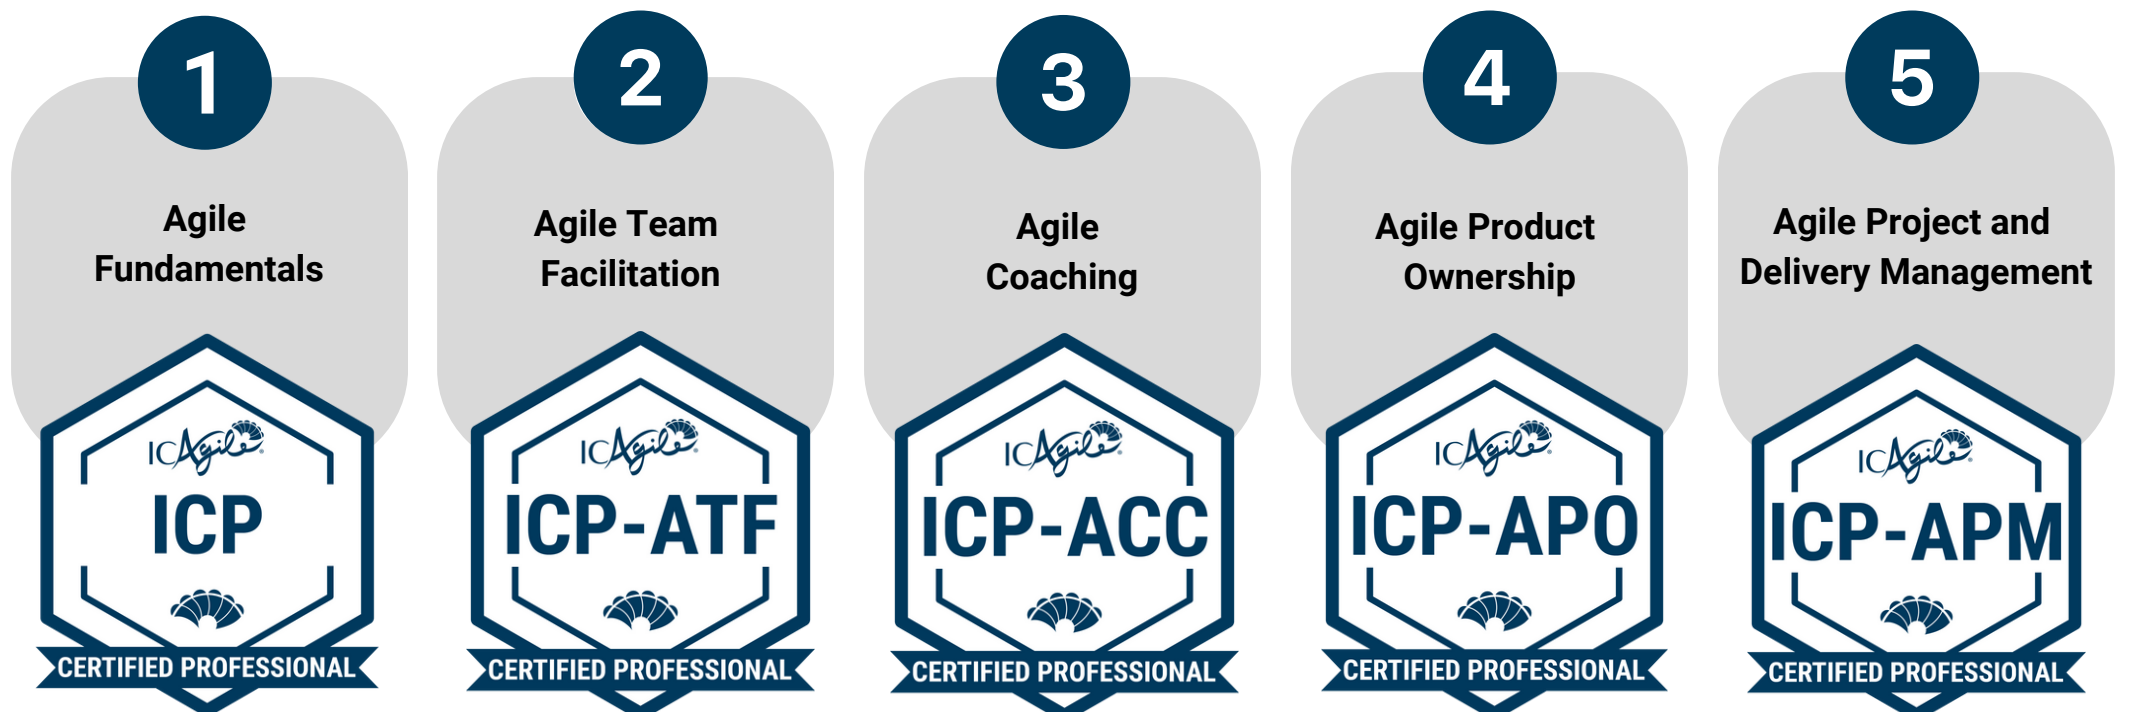 1
Agile
Fundamentals
ICAgile®
ICP
CERTIFIED PROFESSIONAL
2
Agile Team
Facilitation
ICAgile®
ICP-ATF
CERTIFIED PROFESSIONAL
3
Agile
Coaching
ICAgile®
ICP-ACC
CERTIFIED PROFESSIONAL
4
Agile Product
Ownership
ICAgile®
ICP-APO
CERTIFIED PROFESSIONAL
5
Agile Project and
Delivery Management
ICAgile®
ICP-APM
CERTIFIED PROFESSIONAL